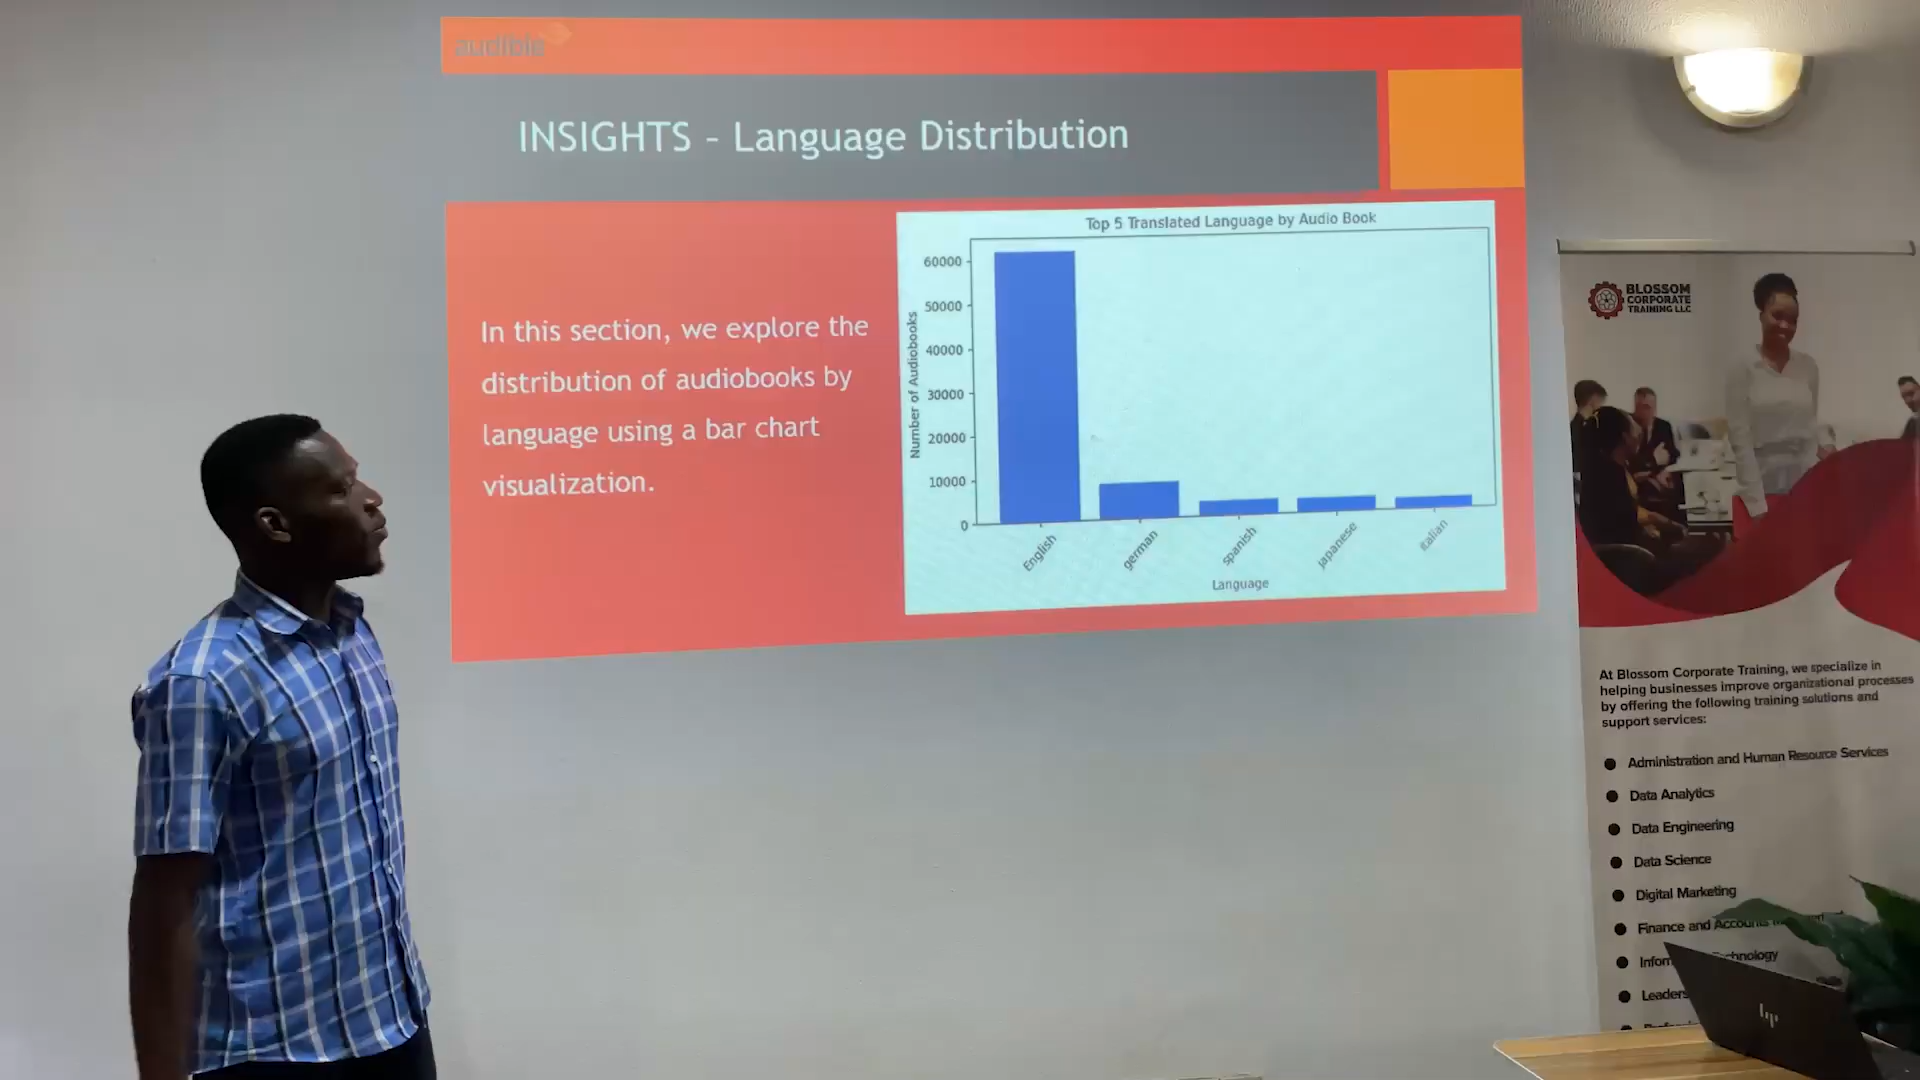 audible
INSIGHTS – Language Distribution
In this section, we explore the
distribution of audiobooks by
language using a bar chart
visualization.
Top 5 Translated Language by Audio Book
Number of Audiobooks
60000
50000
40000
30000
20000
10000
0
English
german
spanish
japanese
italian
Language
BLOSSOM
CORPORATE
TRAINING LLC
At Blossom Corporate Training, we specialize in
helping businesses improve organizational processes
by offering the following training solutions and
support services:
Administration and Human Resource Services
Data Analytics
Data Engineering
Data Science
Digital Marketing
Finance and Accounts
hp